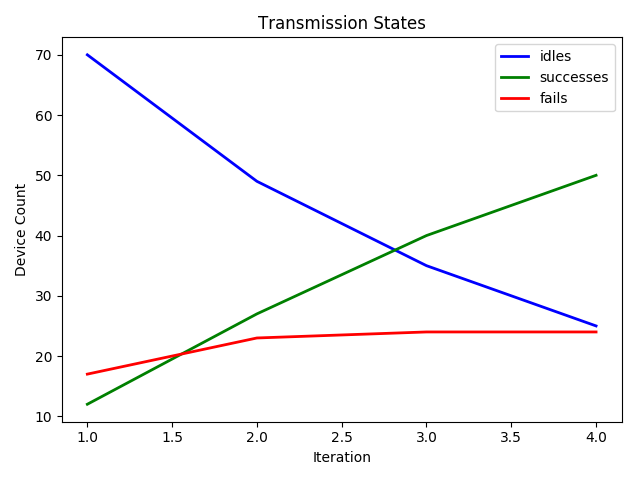 Transmission States
idles
successes
fails
Device Count
70
60
50
40
30
20
10
1.0 1.5 2.0 2.5 3.0 3.5 4.0
Iteration